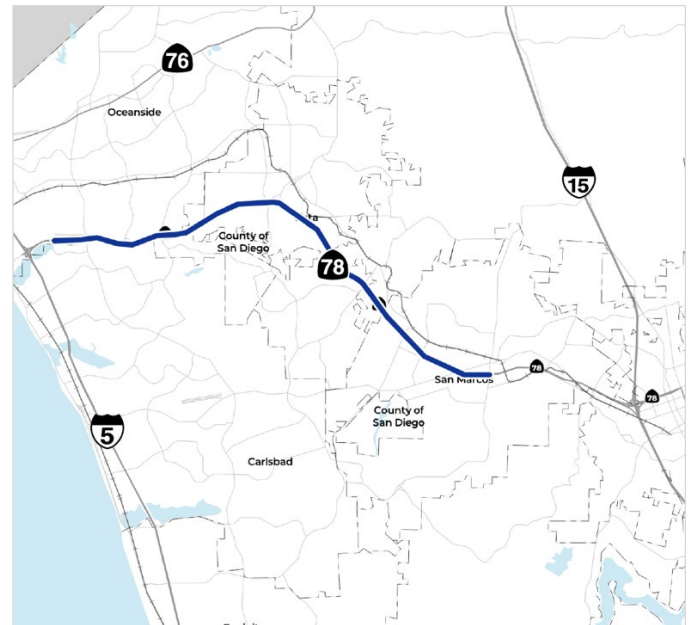 76
Oceanside
15
County of
San Diego
78
78
San Marcos
78
County of
San Diego
5
Carlsbad